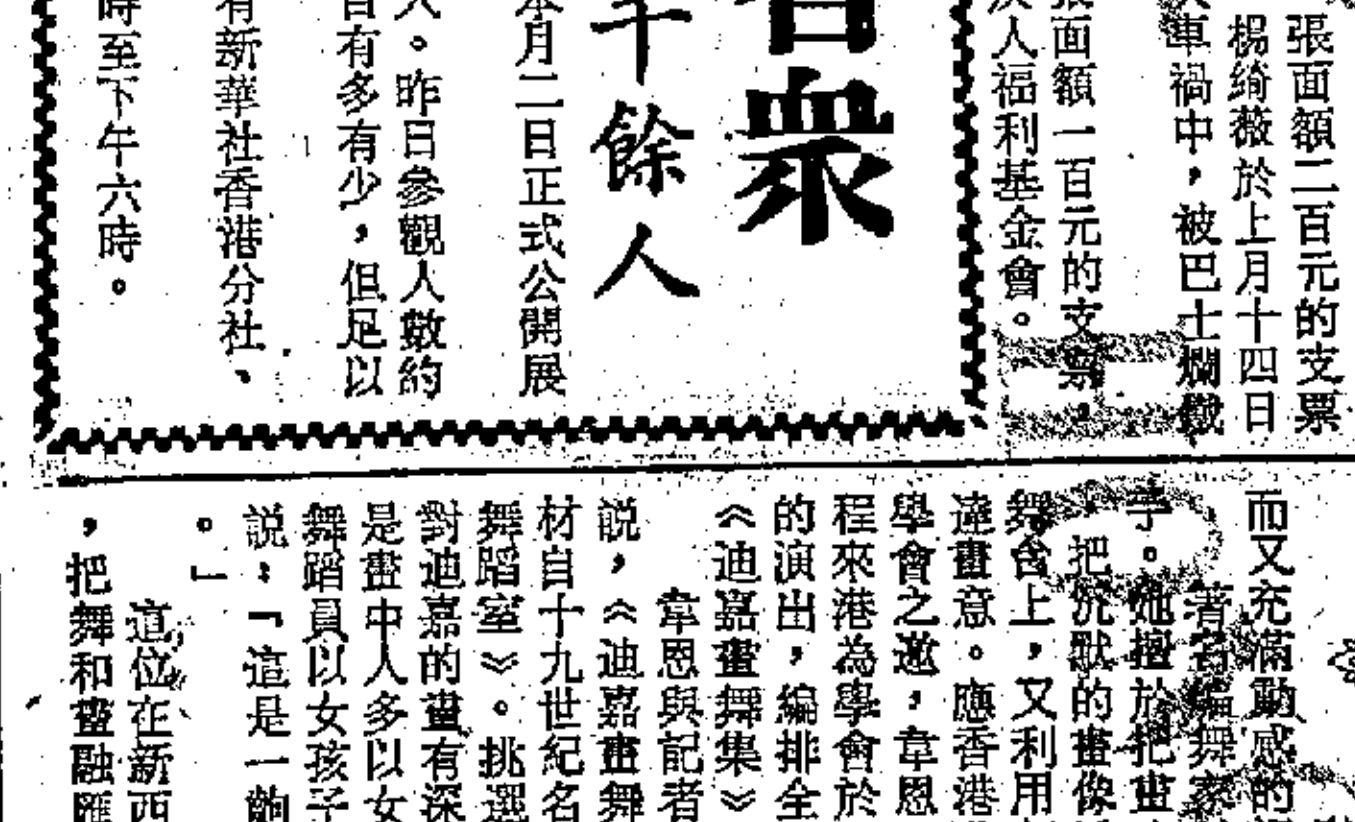 張面額二百元的支票
楊綺薇於上月十四日
車禍中，被巴士爛鐵
張面額一百元的支票，
人福利基金會。
者眾
千餘人
本月二日正式公開展
人。昨日參觀人數約
百有多有少，但足以
有新華社香港分社、
時至下午六時。
而又充滿動感的
著名編舞家
子。她擅於把畫
把沉默的畫像
舞台上，又利用
達畫意。應香港
學會之邀，韋恩
程來港為學會於
的演出，編排全
《迪嘉畫舞集》
韋恩與記者
說，《迪嘉畫舞
材自十九世紀名
舞蹈室》。挑選
對迪嘉的畫有深
是畫中人多以女
舞蹈員以女孩子
說：「這是一齣
。」
這位在新西
，把舞和畫融匯